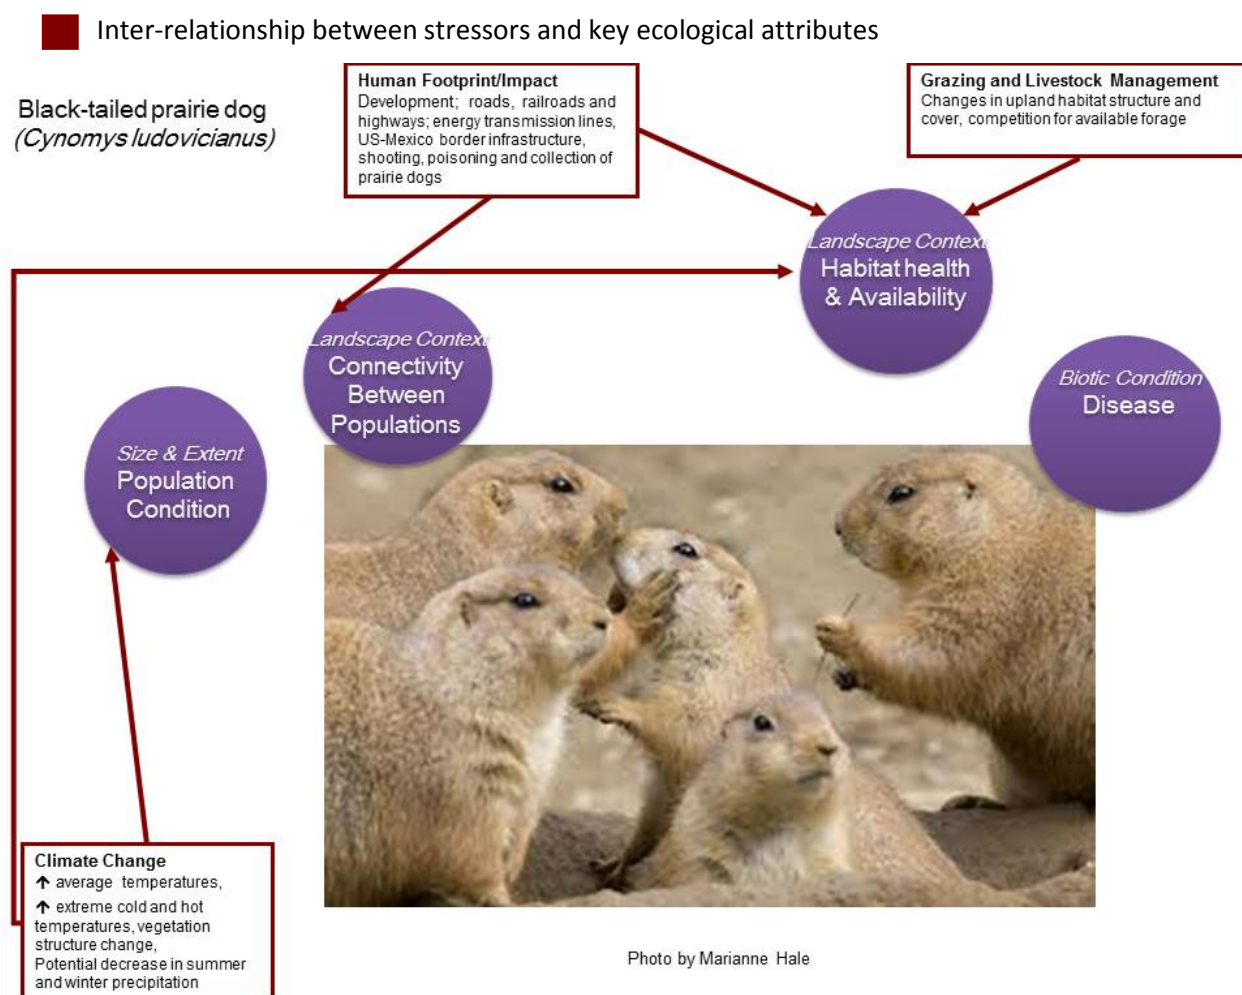 Inter-relationship between stressors and key ecological attributes
Black-tailed prairie dog
(Cynomys ludovicianus)
Human Footprint/Impact
Development; roads, railroads and
highways; energy transmission lines,
US-Mexico border infrastructure,
shooting, poisoning and collection of
prairie dogs
Grazing and Livestock Management
Changes in upland habitat structure and
cover, competition for available forage
Landscape Context
Habitat health
& Availability
Landscape Context
Connectivity
Between
Populations
Biotic Condition
Disease
Size & Extent
Population
Condition
Climate Change
↑ average temperatures,
↑ extreme cold and hot
temperatures, vegetation
structure change,
Potential decrease in summer
and winter precipitation
Photo by Marianne Hale